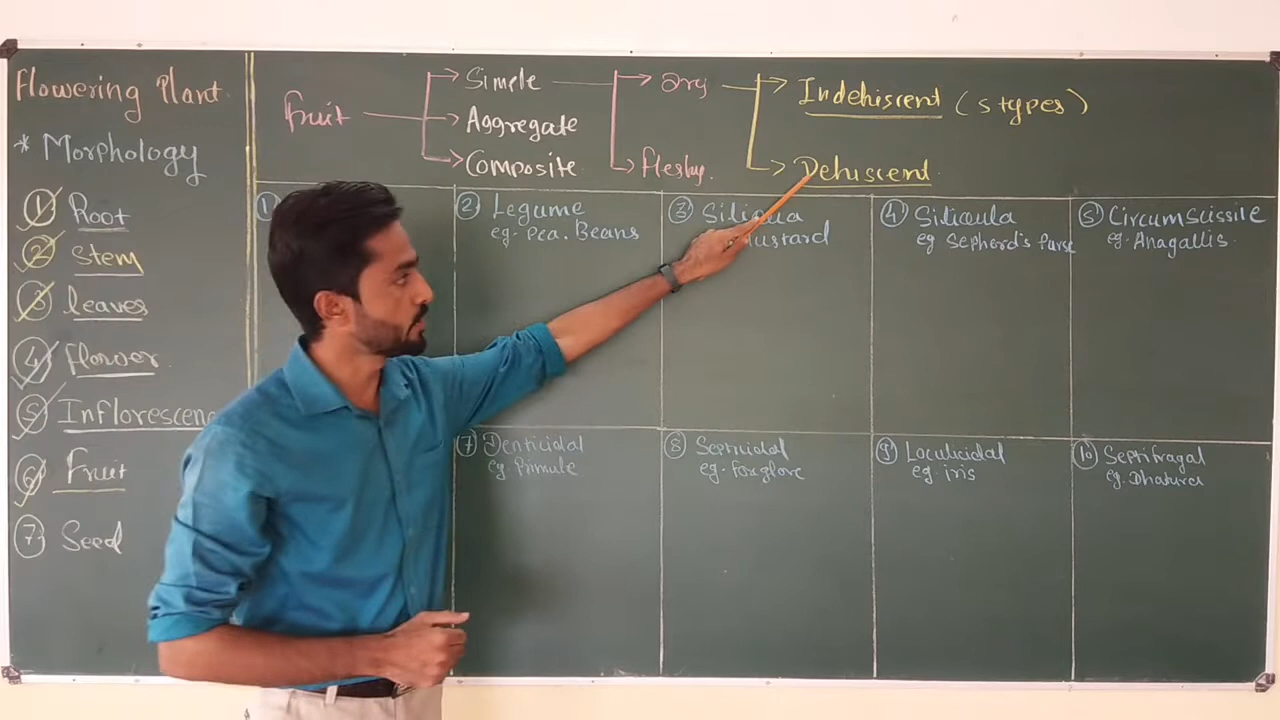 Flowering Plant
* Morphology
① Root
② Stem
③ leaves
④ Flower
⑤ Inflorescenc
⑥ Fruit
⑦ Seed
Fruit
Simple
Aggregate
Composite
Dry
Fleshy.
Indehiscent (5 types)
Dehiscent
①
② Legume
eg. Pea. Beans
③ Siliqua
Mustard
④ Silicula
eg Sepherd's Purse
⑤ Circumscissile
eg. Anagallis.
⑦ Denticidal
eg. Primule
⑧ Septicidal
eg. Foxglove
⑨ Loculicidal
eg iris
⑩ Septifragal
eg. Dhatura